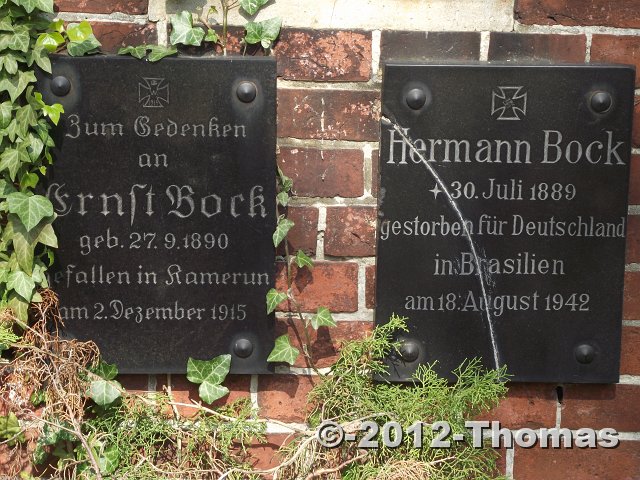 Zum Gedenken
an
Ernst Bock
geb. 27.9.1890
gefallen in Kamerun
am 2. Dezember 1915
Hermann Bock
✶ 30. Juli 1889
gestorben für Deutschland
in Brasilien
am 18. August 1942
©-2012-Thomas